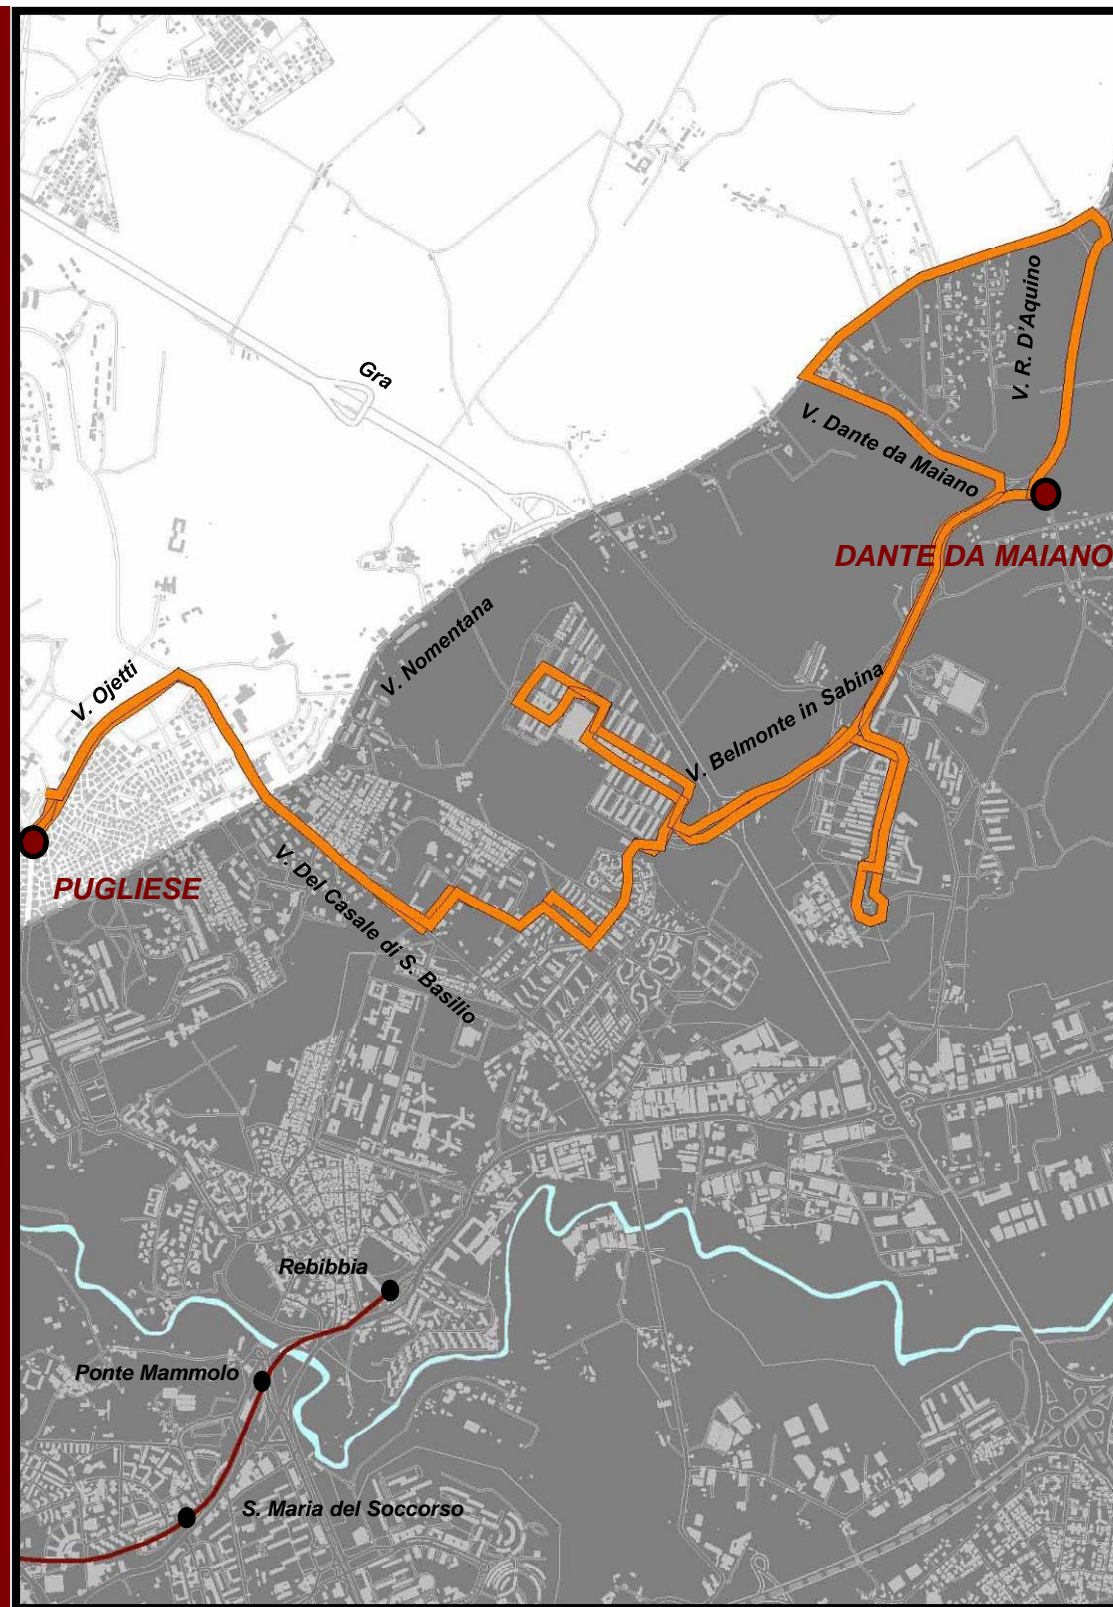 Gra
V. R. D'Aquino
V. Dante da Maiano
DANTE DA MAIANO
V. Nomentana
V. Ojetti
V. Belmonte in Sabina
PUGLIESE
V. Del Casale di S. Basilio
Rebibbia
Ponte Mammolo
S. Maria del Soccorso